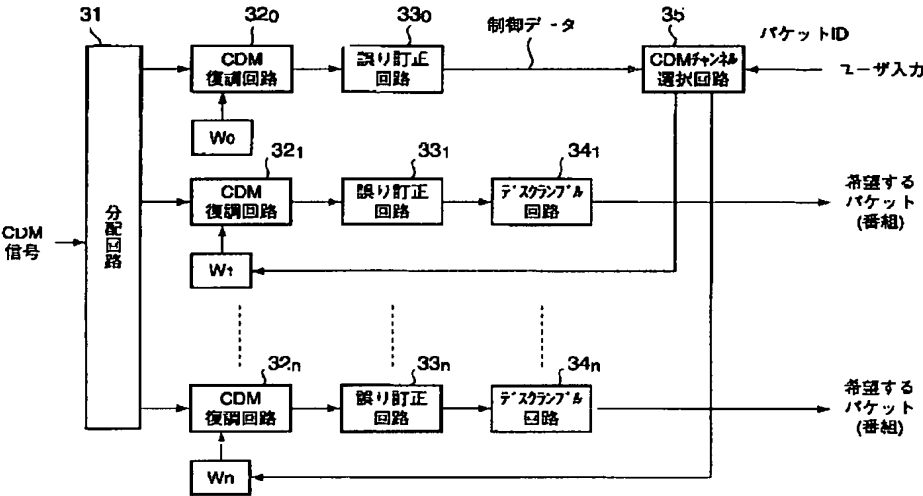 31
32₀
33₀
制御データ
35
パケットID
CDM
復調回路
誤り訂正
回路
CDMチャンネル
選択回路
ユーザ入力
W₀
32₁
33₁
34₁
CDM
復調回路
誤り訂正
回路
デスクランブル
回路
希望する
パケット
(番組)
分配回路
CDM
信号
W₁
32n
33n
34n
CDM
復調回路
誤り訂正
回路
デスクランブル
回路
希望する
パケット
(番組)
Wn